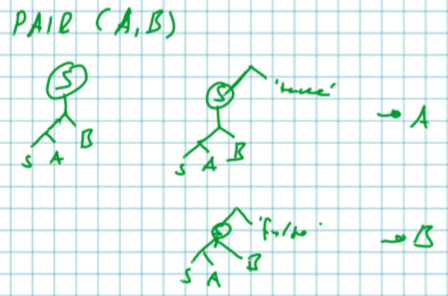 PAIR (A,B)
S
S A B
S 'true'
S A B
→ A
'false'
S A B
→ B